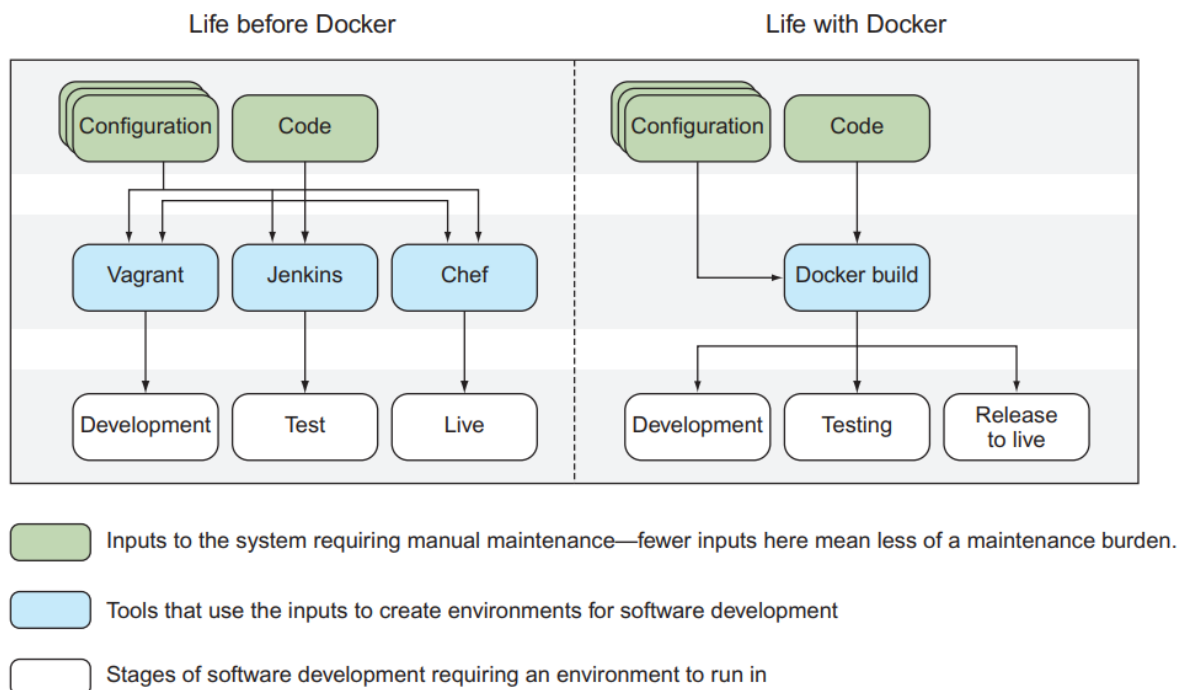 Life before Docker
Life with Docker
Configuration
Code
Configuration
Code
Vagrant
Jenkins
Chef
Docker build
Development
Test
Live
Development
Testing
Release
to live
Inputs to the system requiring manual maintenance—fewer inputs here mean less of a maintenance burden.
Tools that use the inputs to create environments for software development
Stages of software development requiring an environment to run in